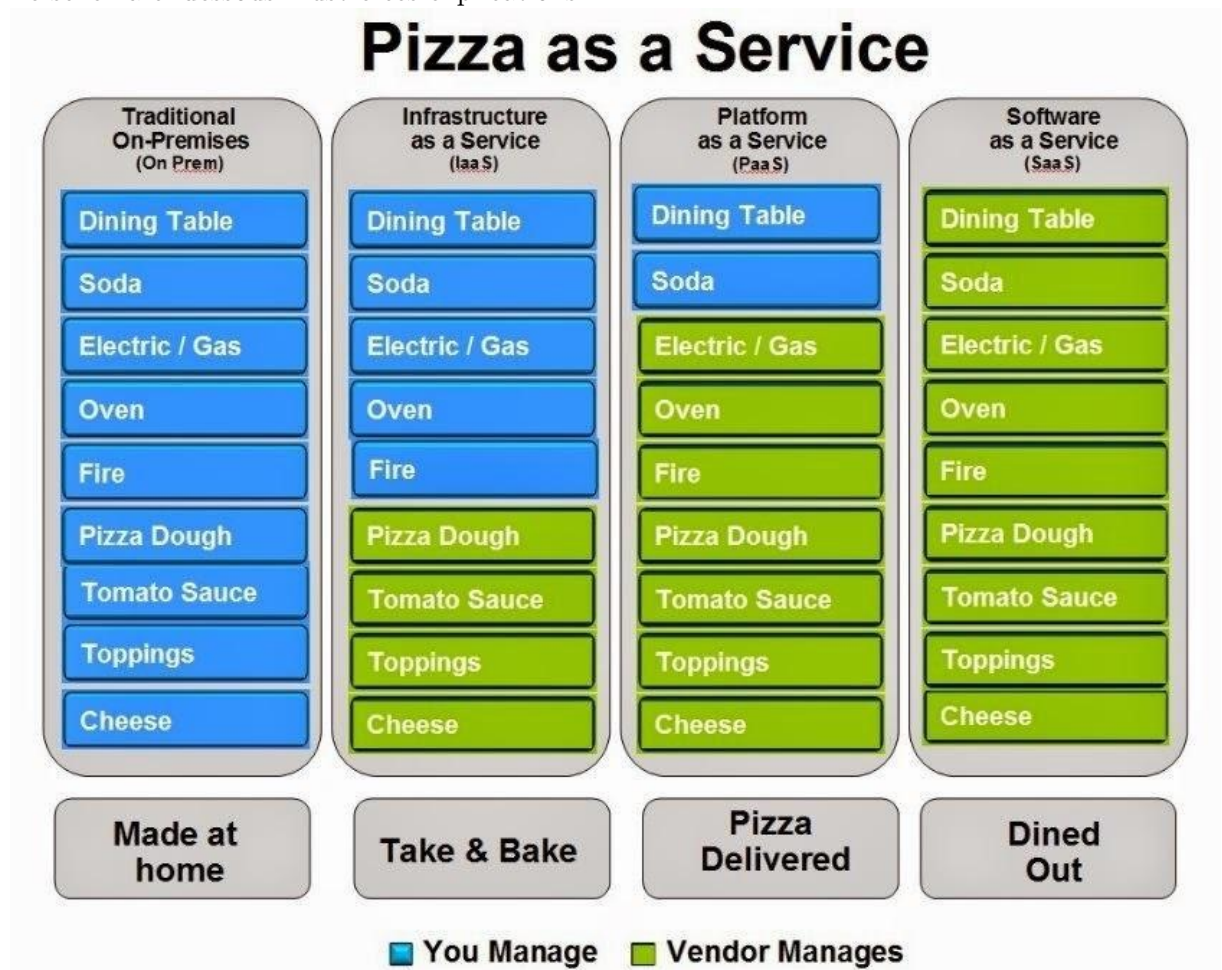 Pizza as a Service
Traditional
On-Premises
(On Prem)
Dining Table
Soda
Electric / Gas
Oven
Fire
Pizza Dough
Tomato Sauce
Toppings
Cheese
Made at
home
Infrastructure
as a Service
(IaaS)
Dining Table
Soda
Electric / Gas
Oven
Fire
Pizza Dough
Tomato Sauce
Toppings
Cheese
Take & Bake
Platform
as a Service
(PaaS)
Dining Table
Soda
Electric / Gas
Oven
Fire
Pizza Dough
Tomato Sauce
Toppings
Cheese
Pizza
Delivered
Software
as a Service
(SaaS)
Dining Table
Soda
Electric / Gas
Oven
Fire
Pizza Dough
Tomato Sauce
Toppings
Cheese
Dined
Out
You Manage
Vendor Manages